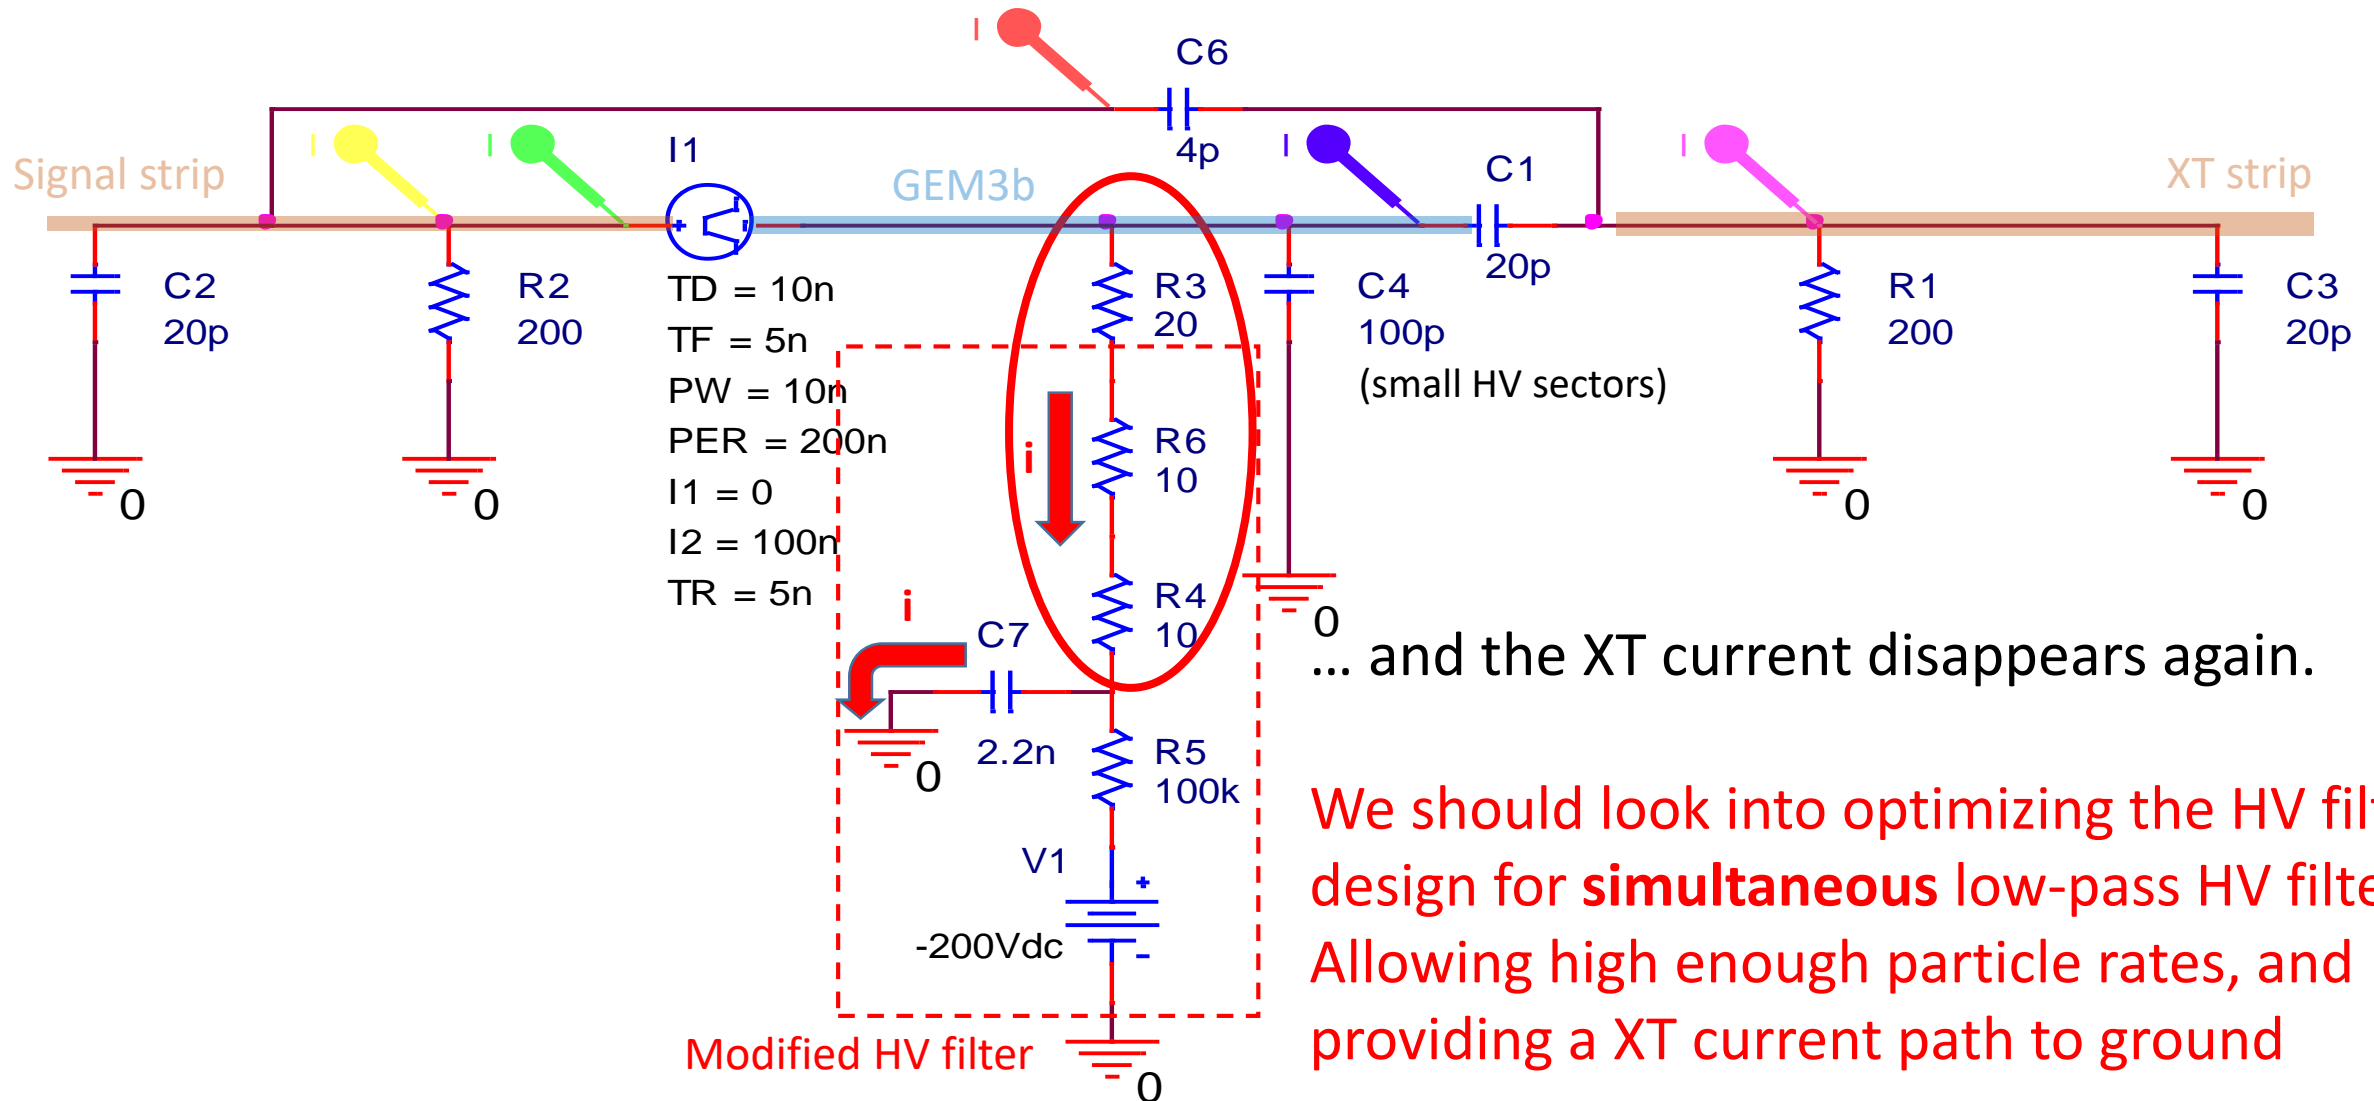 C6
4p
I
I
I
I
I
Signal strip
I1
GEM3b
C1
20p
XT strip
C2
20p
R2
200
TD = 10n
TF = 5n
PW = 10n
PER = 200n
I1 = 0
I2 = 100n
TR = 5n
R3
20
R6
10
R4
10
C4
100p
(small HV sectors)
R1
200
C3
20p
0
0
0
0
0
i
i
C7
2.2n
0
R5
100k
V1
+
-200Vdc
-
0
Modified HV filter
... and the XT current disappears again.
We should look into optimizing the HV filt
design for simultaneous low-pass HV filte
Allowing high enough particle rates, and
providing a XT current path to ground